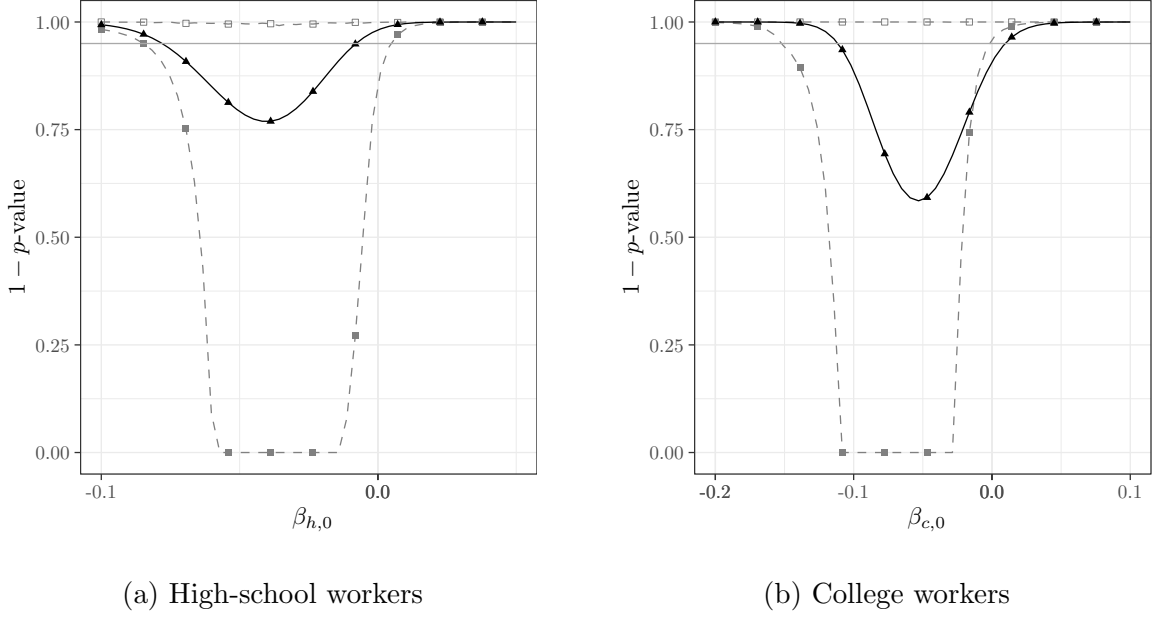 1.00
0.75
0.50
0.25
0.00
1 − p-value
-0.1
0.0
β_{h,0}
(a) High-school workers
1.00
0.75
0.50
0.25
0.00
1 − p-value
-0.2
-0.1
0.0
0.1
β_{c,0}
(b) College workers